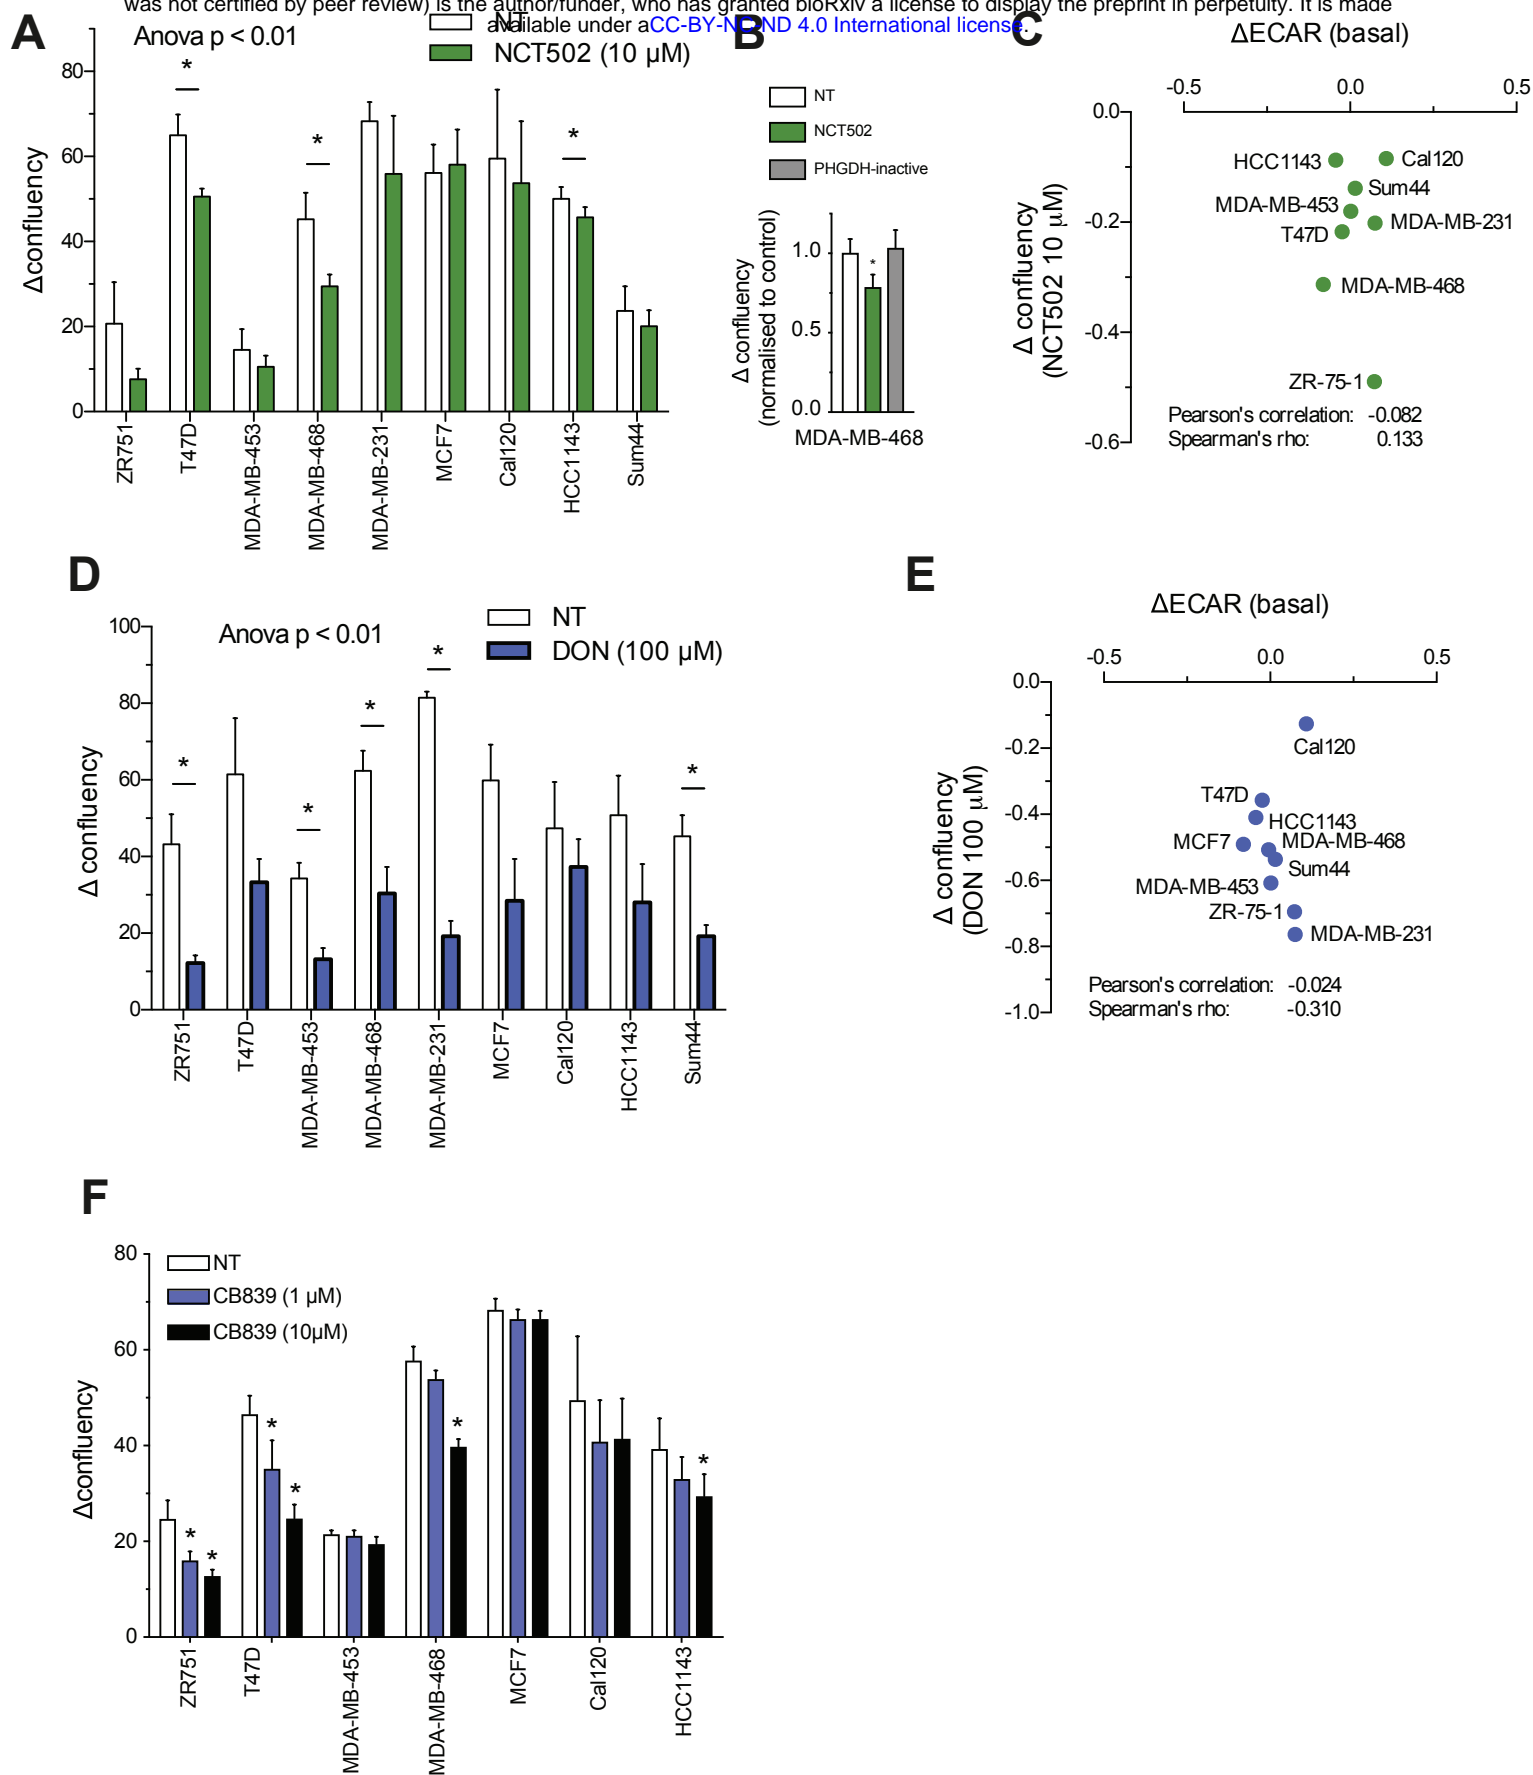 was not certified by peer review) is the author/funder, who has granted bioRxiv a license to display the preprint in perpetuity. It is made
available under aCC-BY-NC-ND 4.0 International license.
A
Anova p < 0.01
NT
NCT502 (10 µM)
Δconfluency
80
60
40
20
0
ZR751
T47D
MDA-MB-453
MDA-MB-468
MDA-MB-231
MCF7
Cal120
HCC1143
Sum44
*
*
*
B
NT
NCT502
PHGDH-inactive
Δ confluency
(normalised to control)
1.0
0.5
0.0
*
MDA-MB-468
C
ΔECAR (basal)
-0.5
0.0
0.5
0.0
-0.2
-0.4
-0.6
Δ confluency
(NCT502 10 µM)
HCC1143
Cal120
Sum44
MDA-MB-453
MDA-MB-231
T47D
MDA-MB-468
ZR-75-1
Pearson's correlation: -0.082
Spearman's rho: 0.133
D
Anova p < 0.01
NT
DON (100 µM)
Δ confluency
100
80
60
40
20
0
*
*
*
*
*
ZR751
T47D
MDA-MB-453
MDA-MB-468
MDA-MB-231
MCF7
Cal120
HCC1143
Sum44
E
ΔECAR (basal)
-0.5
0.0
0.5
0.0
-0.2
-0.4
-0.6
-0.8
-1.0
Δ confluency
(DON 100 µM)
Cal120
T47D
HCC1143
MCF7
MDA-MB-468
Sum44
MDA-MB-453
ZR-75-1
MDA-MB-231
Pearson's correlation: -0.024
Spearman's rho: -0.310
F
NT
CB839 (1 µM)
CB839 (10µM)
Δconfluency
80
60
40
20
0
*
*
*
*
*
*
ZR751
T47D
MDA-MB-453
MDA-MB-468
MCF7
Cal120
HCC1143